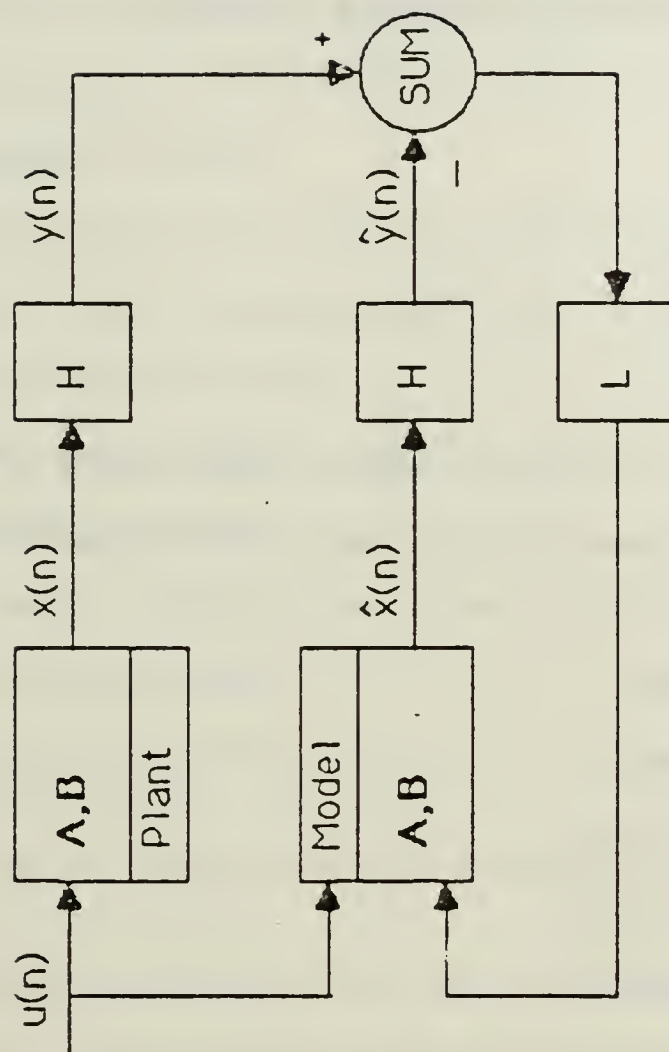 u(n)
A,B
Plant
x(n)
H
y(n)
+
SUM
Model
A,B
x̂(n)
H
ŷ(n)
−
L